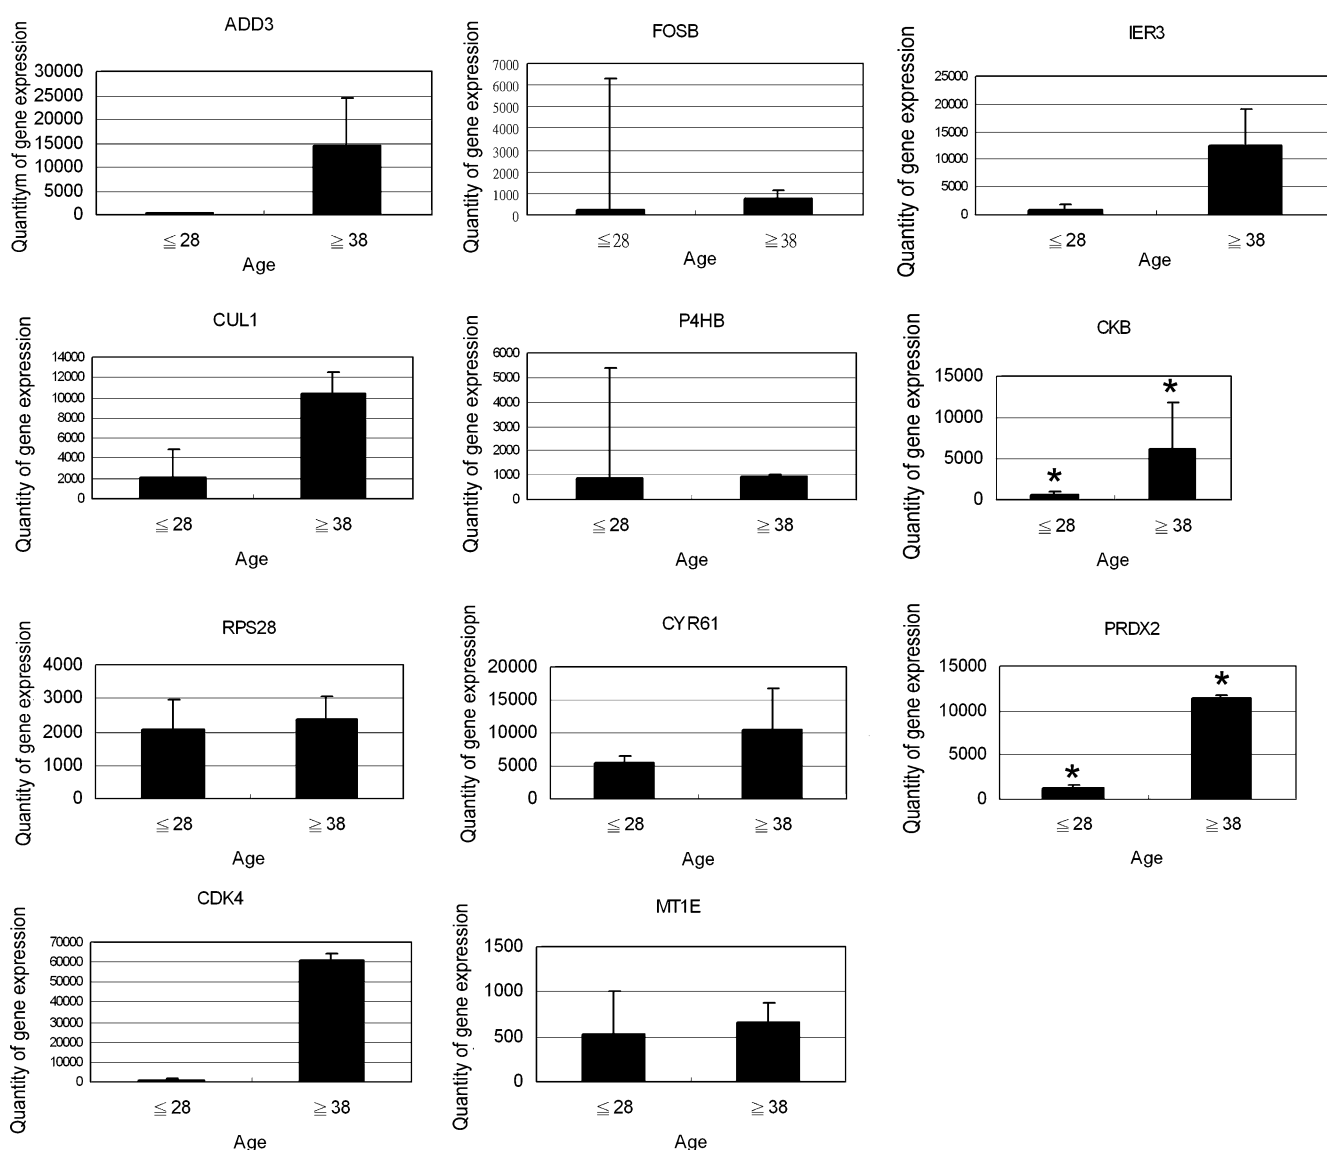 ADD3
Quantitym of gene expression
30000
25000
20000
15000
10000
5000
0
≦ 28
≧ 38
Age
FOSB
Quantity of gene expression
7000
6000
5000
4000
3000
2000
1000
0
≦28
≧38
Age
IER3
Quantity of gene expression
25000
20000
15000
10000
5000
0
≦ 28
≧ 38
Age
CUL1
Quantity of gene expression
14000
12000
10000
8000
6000
4000
2000
0
≦ 28
≧ 38
Age
P4HB
Quantity of gene expression
6000
5000
4000
3000
2000
1000
0
≦ 28
≧ 38
Age
CKB
Quantity of gene expression
15000
10000
5000
0
*
*
≦ 28
≧ 38
Age
RPS28
Quantity of gene expression
4000
3000
2000
1000
0
≦ 28
≧ 38
Age
CYR61
Quantity of gene expressiopn
20000
15000
10000
5000
0
≦ 28
≧ 38
Age
PRDX2
Quantity of gene expression
15000
10000
5000
0
*
*
≦ 28
≧ 38
Age
CDK4
Quantity of gene expression
70000
60000
50000
40000
30000
20000
10000
0
≦ 28
≧ 38
Age
MT1E
Quantity of gene expression
1500
1000
500
0
≦ 28
≧ 38
Age